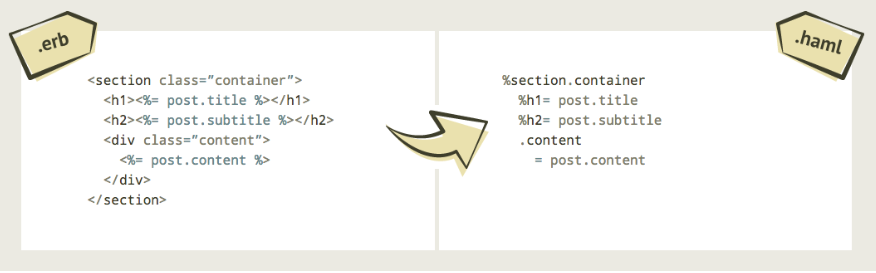 .erb
<section class=”container”>
  <h1><%= post.title %></h1>
  <h2><%= post.subtitle %></h2>
  <div class=”content”>
    <%= post.content %>
  </div>
</section>
.haml
%section.container
  %h1= post.title
  %h2= post.subtitle
  .content
    = post.content